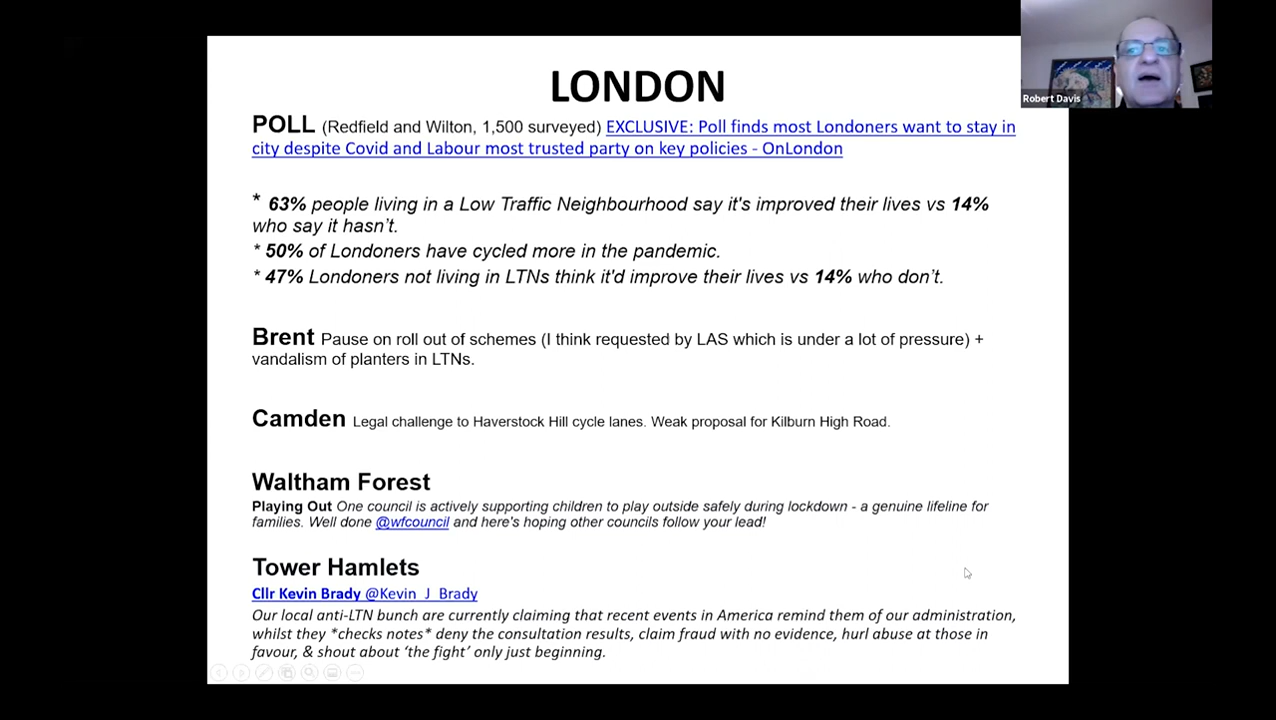 LONDON
Robert Davis
POLL (Redfield and Wilton, 1,500 surveyed) EXCLUSIVE: Poll finds most Londoners want to stay in
city despite Covid and Labour most trusted party on key policies - OnLondon
* 63% people living in a Low Traffic Neighbourhood say it's improved their lives vs 14%
who say it hasn't.
* 50% of Londoners have cycled more in the pandemic.
* 47% Londoners not living in LTNs think it'd improve their lives vs 14% who don't.
Brent Pause on roll out of schemes (I think requested by LAS which is under a lot of pressure) +
vandalism of planters in LTNs.
Camden Legal challenge to Haverstock Hill cycle lanes. Weak proposal for Kilburn High Road.
Waltham Forest
Playing Out One council is actively supporting children to play outside safely during lockdown - a genuine lifeline for
families. Well done @wfcouncil and here's hoping other councils follow your lead!
Tower Hamlets
Cllr Kevin Brady @Kevin_J_Brady
Our local anti-LTN bunch are currently claiming that recent events in America remind them of our administration,
whilst they *checks notes* deny the consultation results, claim fraud with no evidence, hurl abuse at those in
favour, & shout about 'the fight' only just beginning.